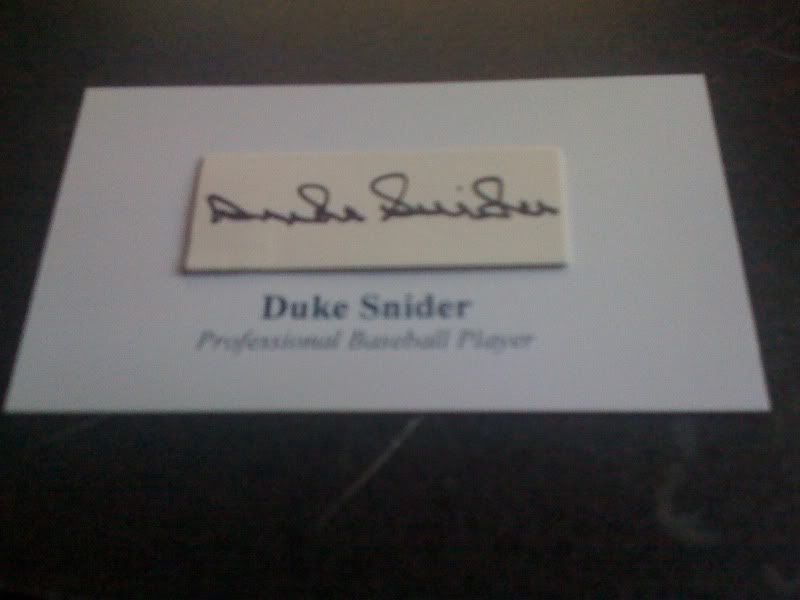 Duke Snider
Duke Snider
Professional Baseball Player